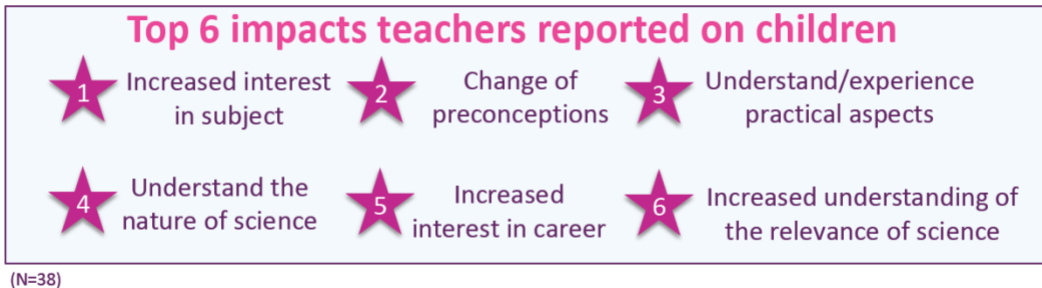 Top 6 impacts teachers reported on children
1
Increased interest
in subject
2
Change of
preconceptions
3
Understand/experience
practical aspects
4
Understand the
nature of science
5
Increased
interest in career
6
Increased understanding of
the relevance of science
(N=38)